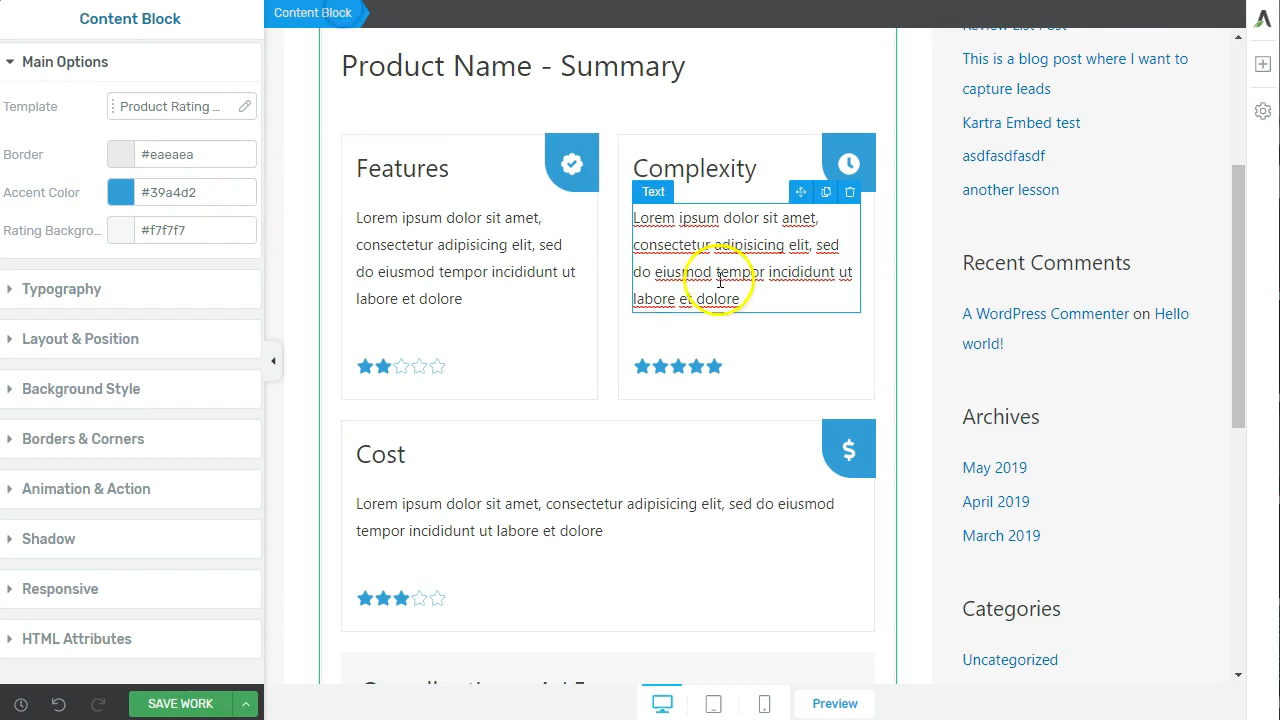 Content Block
Content Block
Main Options
Template
Product Rating ...
Border
#eaeaea
Accent Color
#39a4d2
Rating Backgro...
#f7f7f7
Typography
Layout & Position
Background Style
Borders & Corners
Animation & Action
Shadow
Responsive
HTML Attributes
SAVE WORK
Product Name - Summary
Features
Lorem ipsum dolor sit amet,
consectetur adipisicing elit, sed
do eiusmod tempor incididunt ut
labore et dolore
Complexity
Text
Lorem ipsum dolor sit amet,
consectetur adipisicing elit, sed
do eiusmod tempor incididunt ut
labore et dolore
Cost
$
Lorem ipsum dolor sit amet, consectetur adipisicing elit, sed do eiusmod
tempor incididunt ut labore et dolore
Preview
Review List Post
This is a blog post where I want to
capture leads
Kartra Embed test
asdfasdfasdf
another lesson
Recent Comments
A WordPress Commenter on Hello
world!
Archives
May 2019
April 2019
March 2019
Categories
Uncategorized